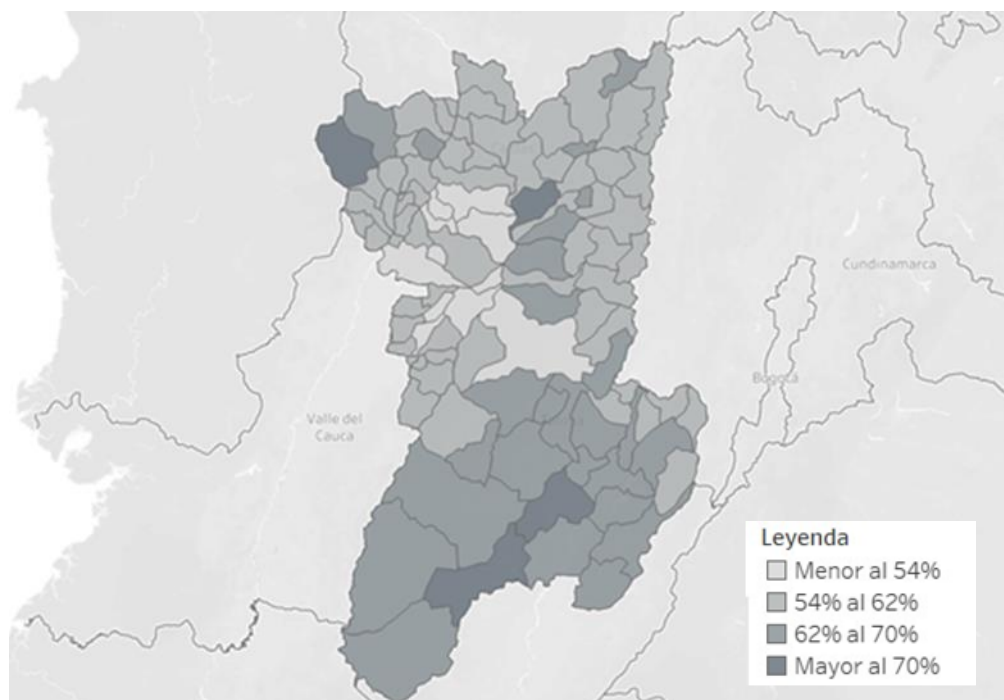 Cundinamarca
Bogotá
Valle del
Cauca
Leyenda
Menor al 54%
54% al 62%
62% al 70%
Mayor al 70%